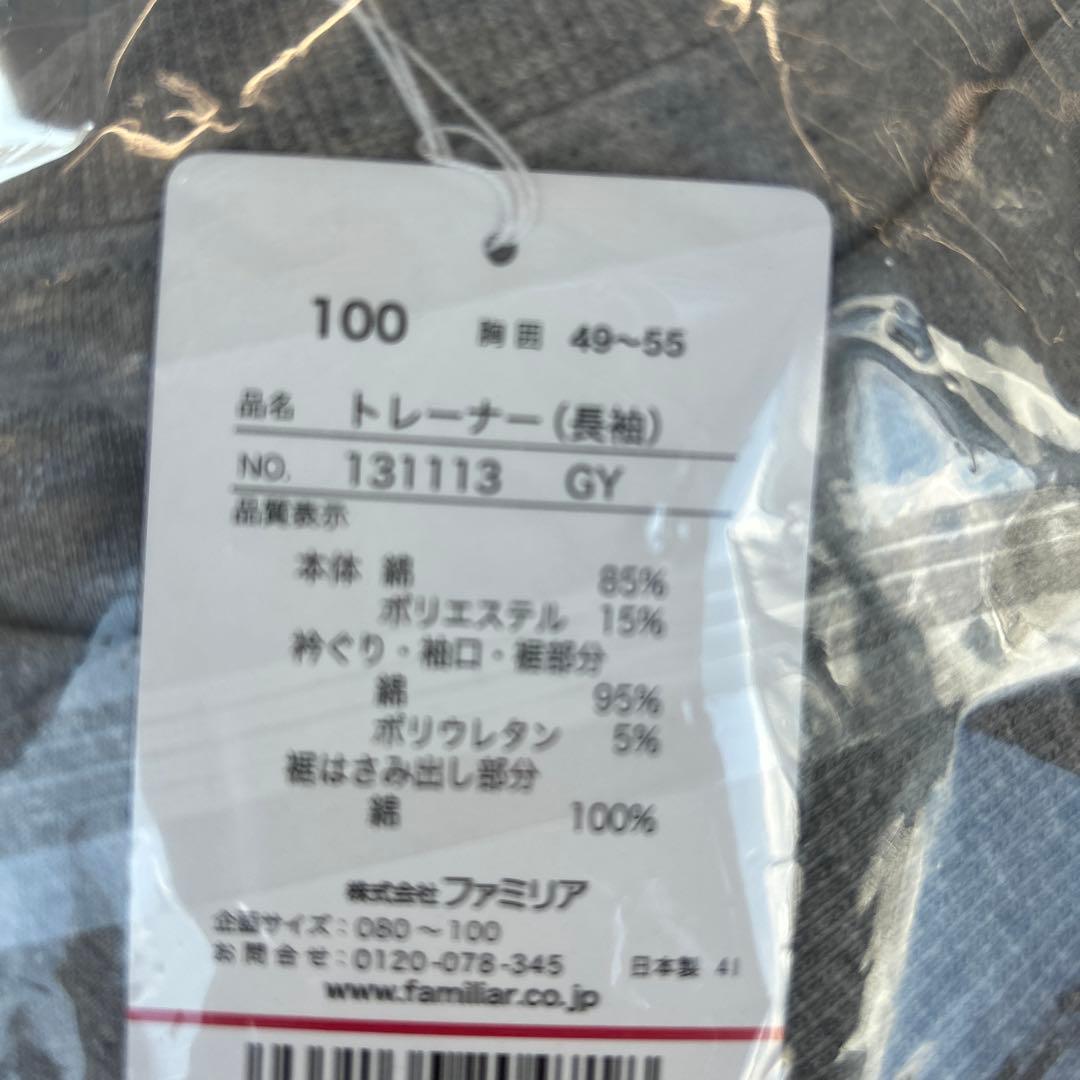 100 胸囲 49〜55
品名 トレーナー(長袖)
NO. 131113 GY
品質表示
本体 綿 85%
ポリエステル 15%
衿ぐり・袖口・裾部分
綿 95%
ポリウレタン 5%
裾はさみ出し部分
綿 100%
株式会社ファミリア
企画サイズ:080〜100
お問合せ:0120-078-345 日本製 41
www.familiar.co.jp